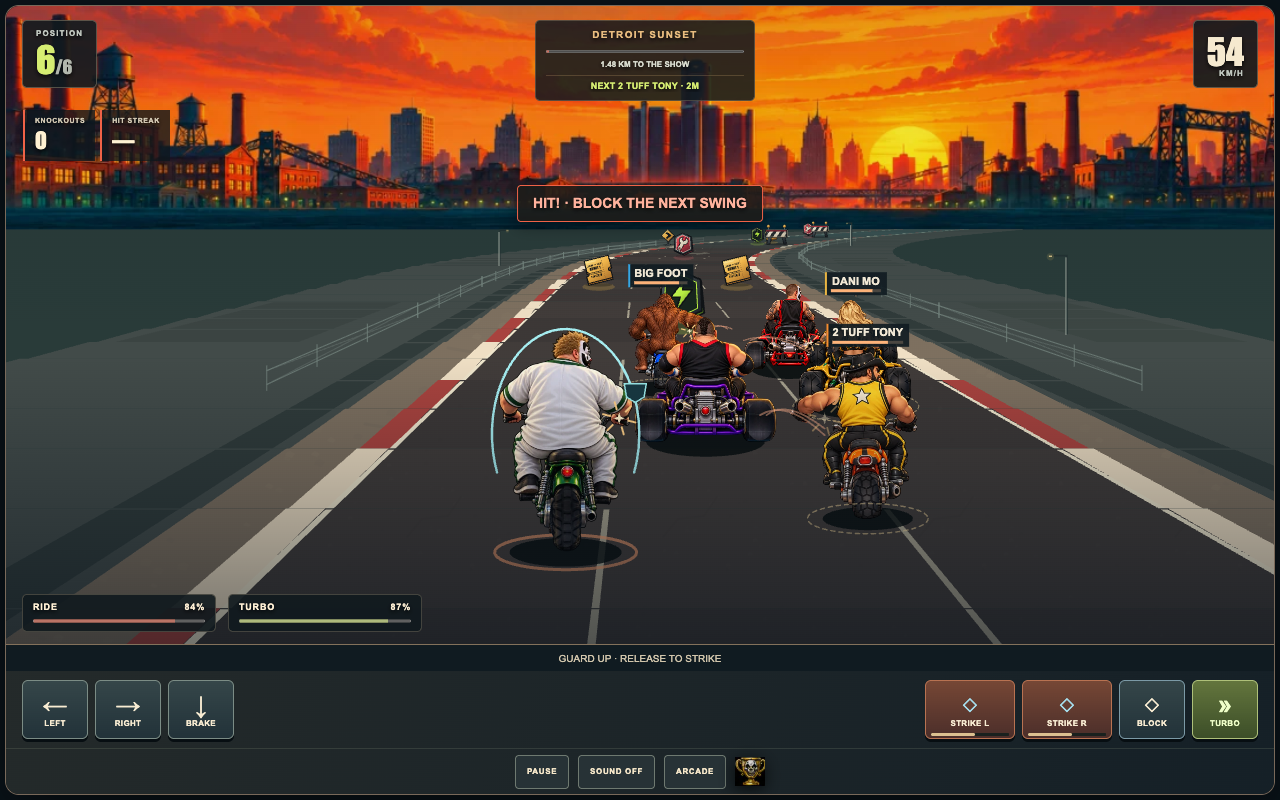 POSITION
6/6
DETROIT SUNSET
1.48 KM TO THE SHOW
NEXT 2 TUFF TONY · 2M
54
KM/H
KNOCKOUTS
0
HIT STREAK
—
HIT! · BLOCK THE NEXT SWING
BIG FOOT
DANI MO
2 TUFF TONY
RIDE 84%
TURBO 87%
GUARD UP · RELEASE TO STRIKE
← LEFT
→ RIGHT
↓ BRAKE
◇ STRIKE L
◇ STRIKE R
◇ BLOCK
» TURBO
PAUSE
SOUND OFF
ARCADE